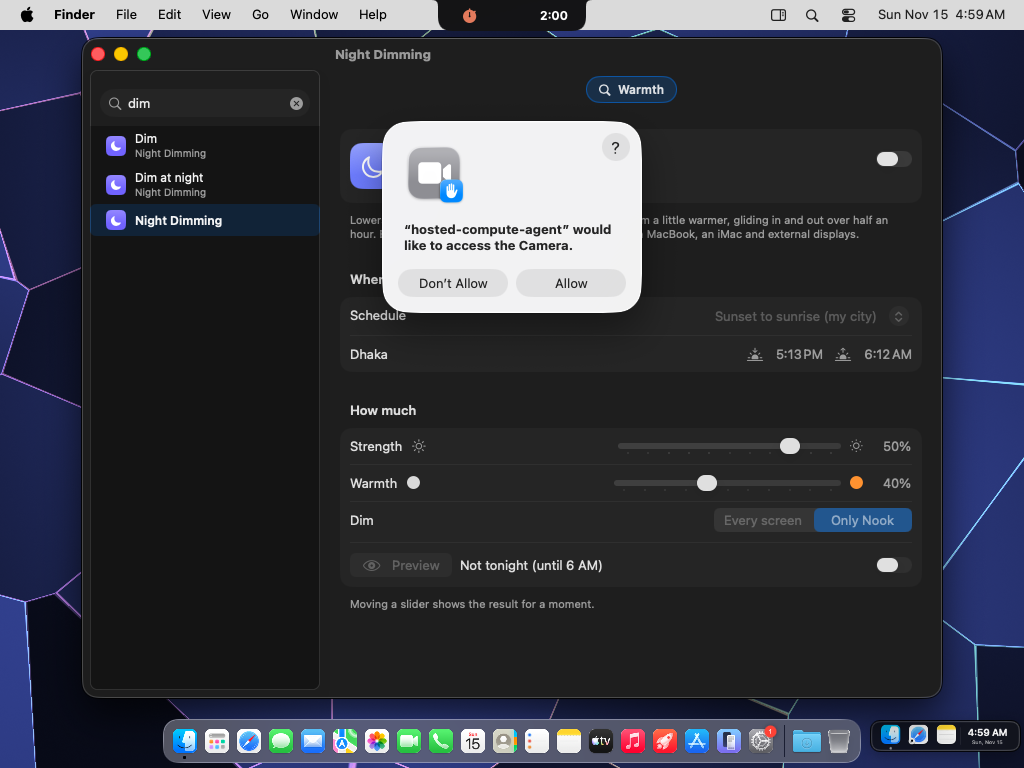 Finder File Edit View Go Window Help 2:00 Sun Nov 15 4:59 AM
Night Dimming
Warmth
dim
Dim
Night Dimming
Dim at night
Night Dimming
Night Dimming
?
“hosted-compute-agent” would
like to access the Camera.
Don’t Allow Allow
Lower m a little warmer, gliding in and out over half an
hour. MacBook, an iMac and external displays.
When
Schedule Sunset to sunrise (my city)
Dhaka 5:13 PM 6:12 AM
How much
Strength 50%
Warmth 40%
Dim Every screen Only Nook
Preview Not tonight (until 6 AM)
Moving a slider shows the result for a moment.
Sun
15
tv
1
4:59 AM
Sun, Nov 15